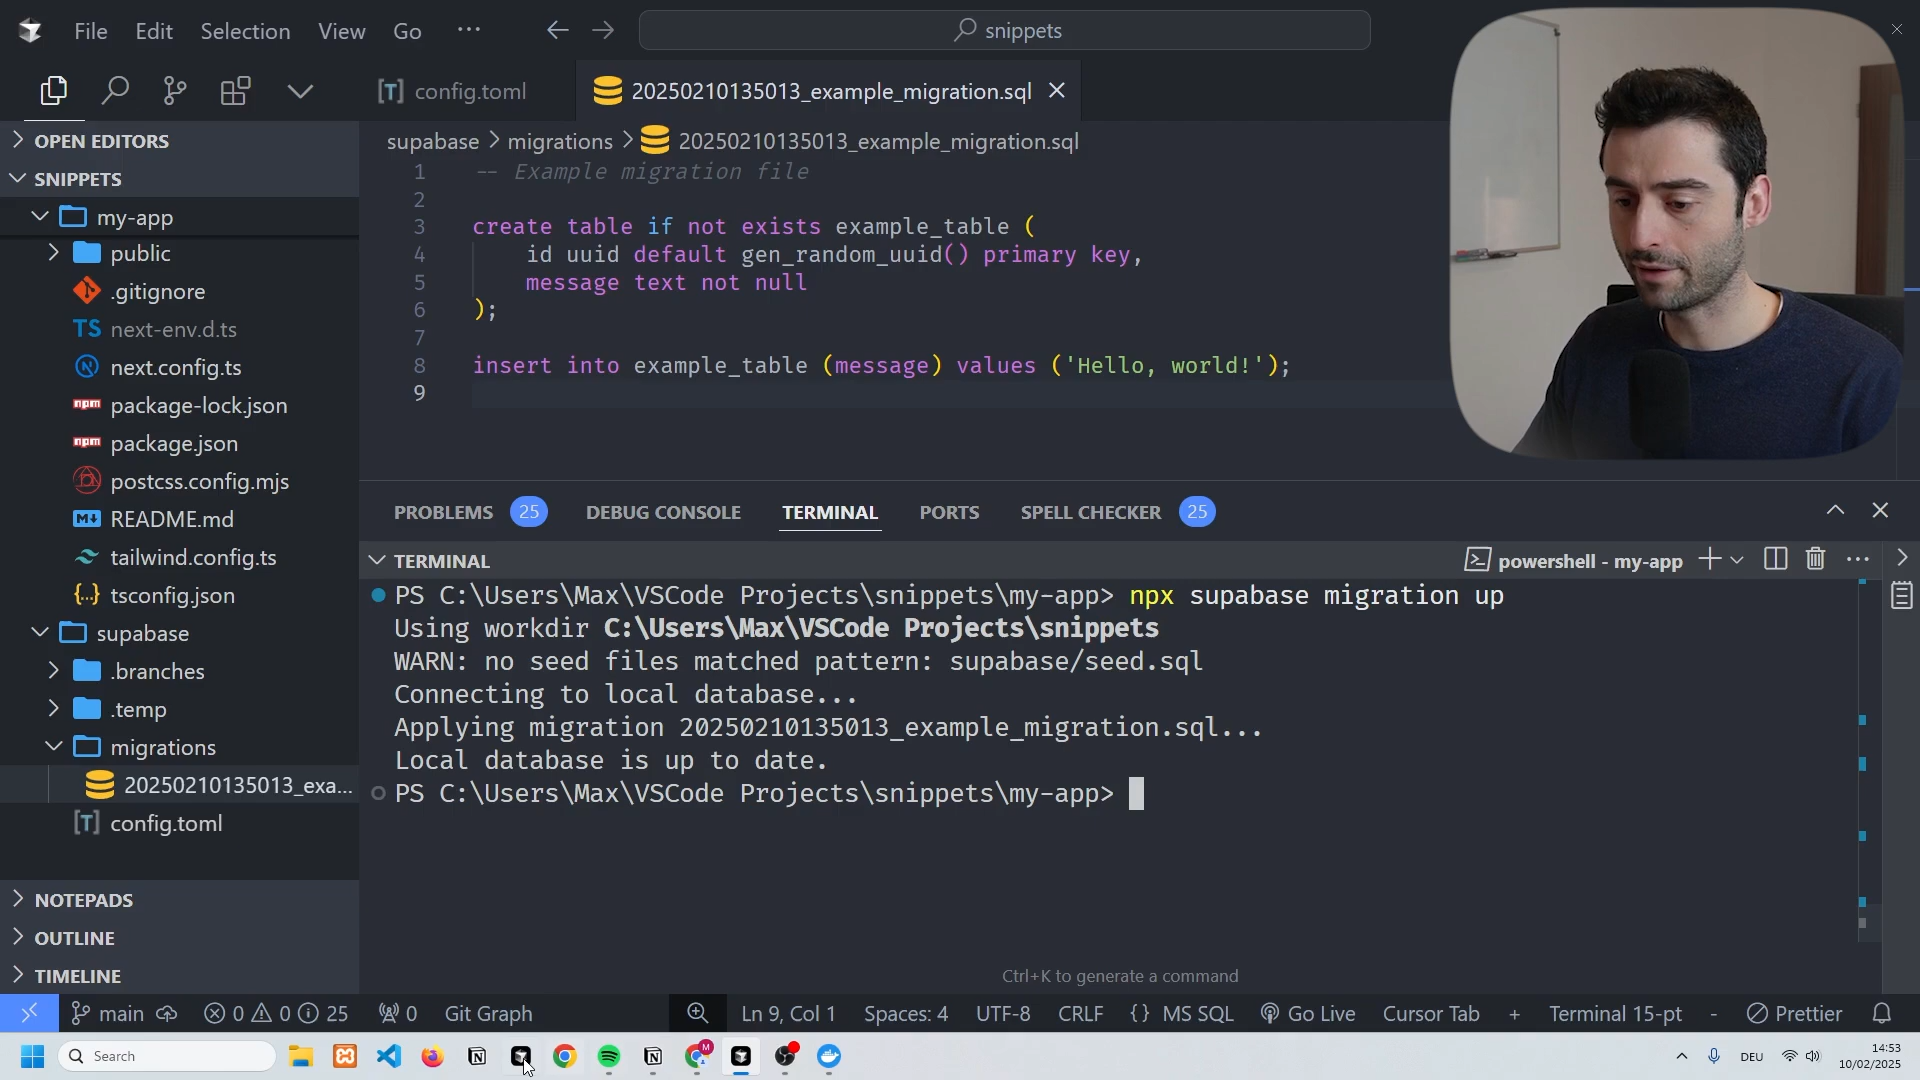 File Edit Selection View Go ...
snippets
[T] config.toml
20250210135013_example_migration.sql
OPEN EDITORS
SNIPPETS
my-app
public
.gitignore
TS next-env.d.ts
N next.config.ts
npm package-lock.json
npm package.json
postcss.config.mjs
M README.md
tailwind.config.ts
{..} tsconfig.json
supabase
.branches
.temp
migrations
20250210135013_exa...
[T] config.toml
NOTEPADS
OUTLINE
TIMELINE
supabase > migrations > 20250210135013_example_migration.sql
1 -- Example migration file
2
3 create table if not exists example_table (
4 id uuid default gen_random_uuid() primary key,
5 message text not null
6 );
7
8 insert into example_table (message) values ('Hello, world!');
9
PROBLEMS 25 DEBUG CONSOLE TERMINAL PORTS SPELL CHECKER 25
TERMINAL
powershell - my-app
PS C:\Users\Max\VSCode Projects\snippets\my-app> npx supabase migration up
Using workdir C:\Users\Max\VSCode Projects\snippets
WARN: no seed files matched pattern: supabase/seed.sql
Connecting to local database...
Applying migration 20250210135013_example_migration.sql...
Local database is up to date.
PS C:\Users\Max\VSCode Projects\snippets\my-app>
Ctrl+K to generate a command
main 0 0 25 0 Git Graph Ln 9, Col 1 Spaces: 4 UTF-8 CRLF {} MS SQL Go Live Cursor Tab + Terminal 15-pt - Prettier
Search
M
DEU
14:53
10/02/2025